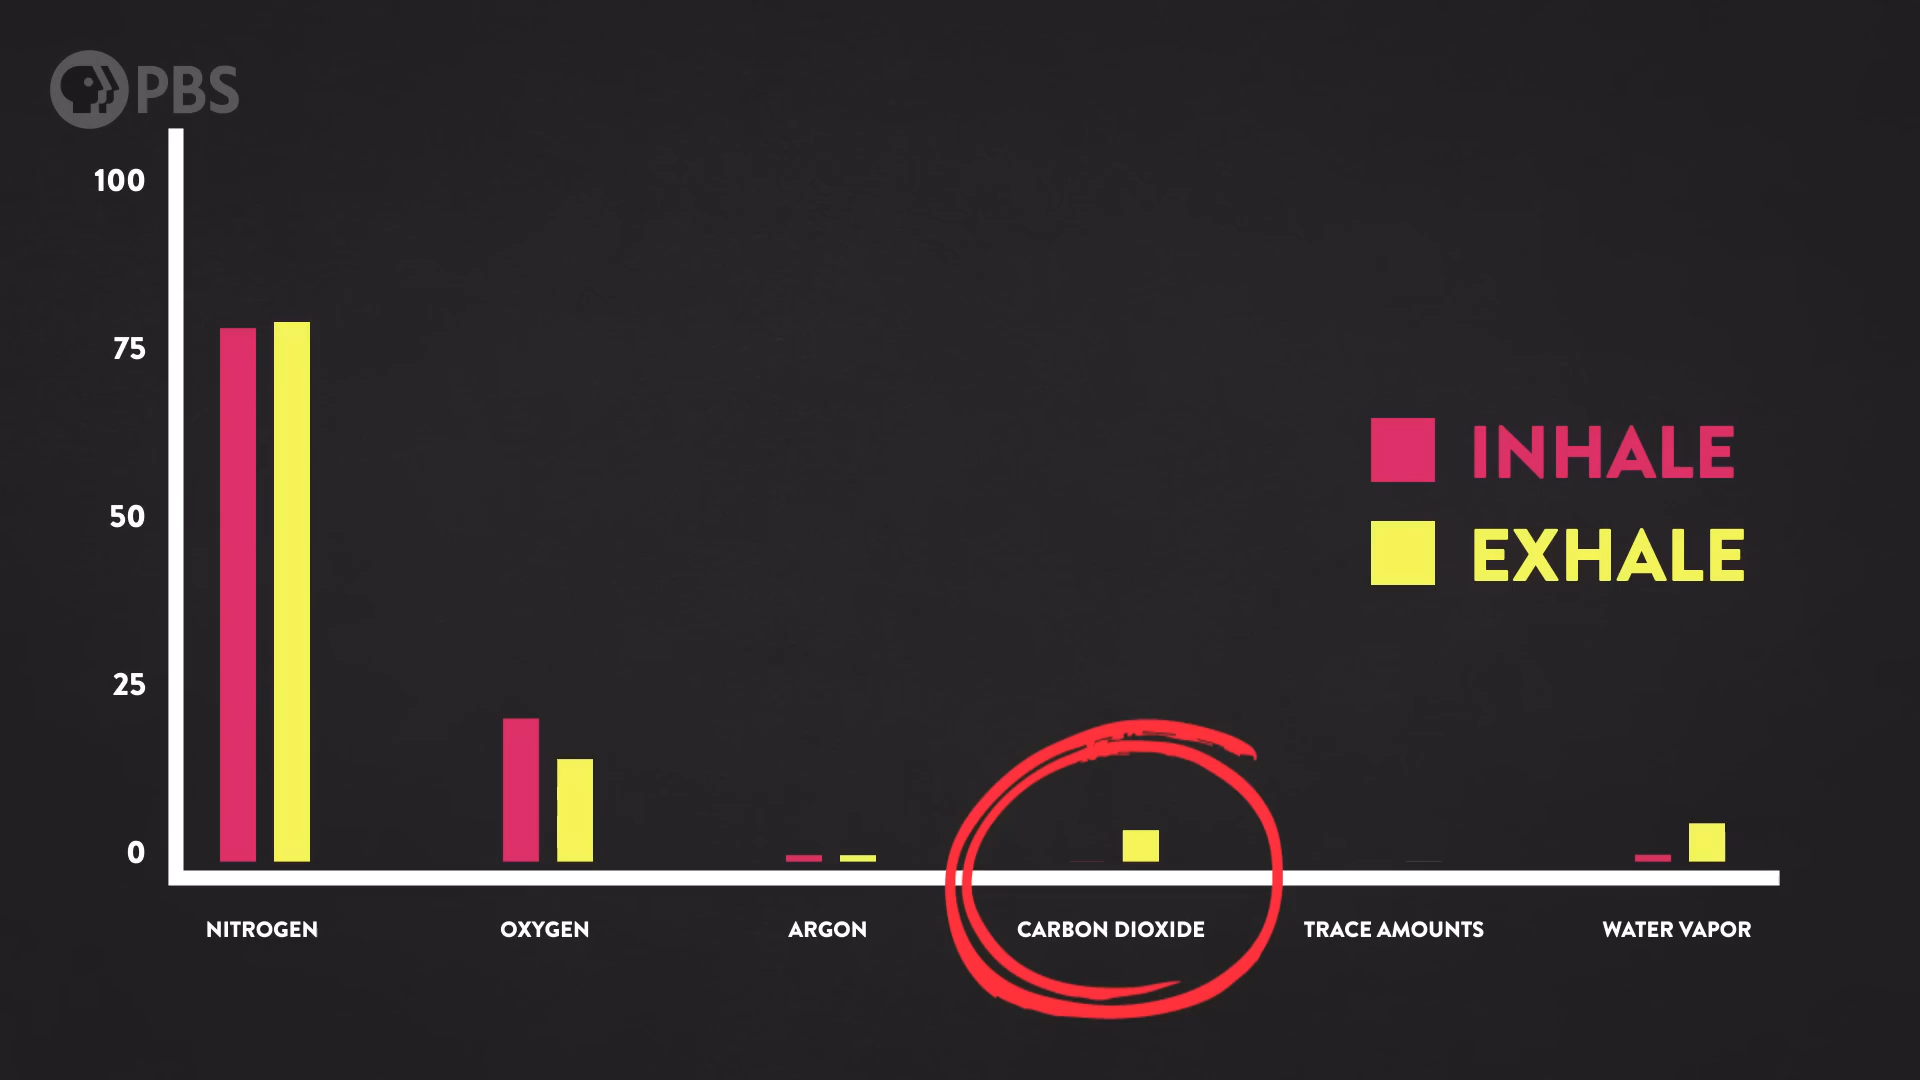 PBS
100
75
50
25
0
INHALE
EXHALE
NITROGEN
OXYGEN
ARGON
CARBON DIOXIDE
TRACE AMOUNTS
WATER VAPOR